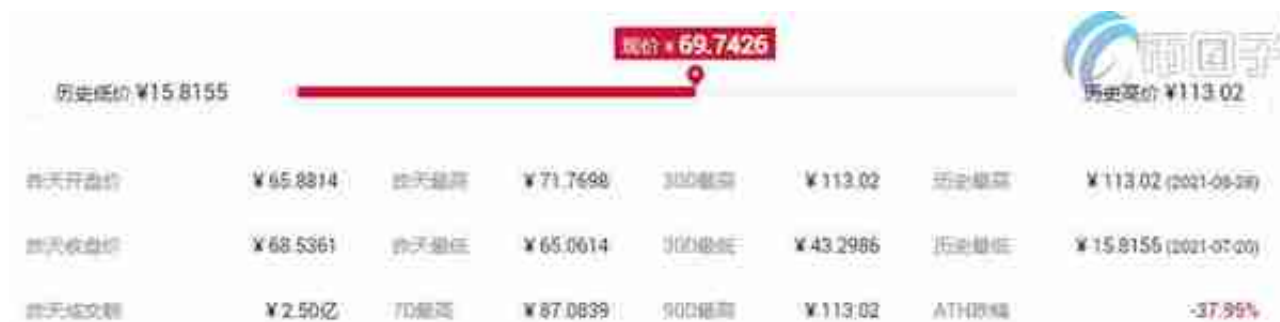 现价 ¥ 69.7426
币团子
历史低价 ¥15.8155 历史高价 ¥113.02
昨天开盘价 ¥ 65.8814 昨天最高 ¥ 71.7698 30D最高 ¥ 113.02 历史最高 ¥ 113.02
昨天收盘价 ¥ 68.5361 昨天最低 ¥ 65.0614 30D最低 ¥ 43.2986 历史最低 ¥ 15.8155 (2021-07-20)
昨天成交额 ¥ 2.50亿 7D最高 ¥ 87.0839 90D最高 ¥ 113.02 ATH跌幅 -37.95%